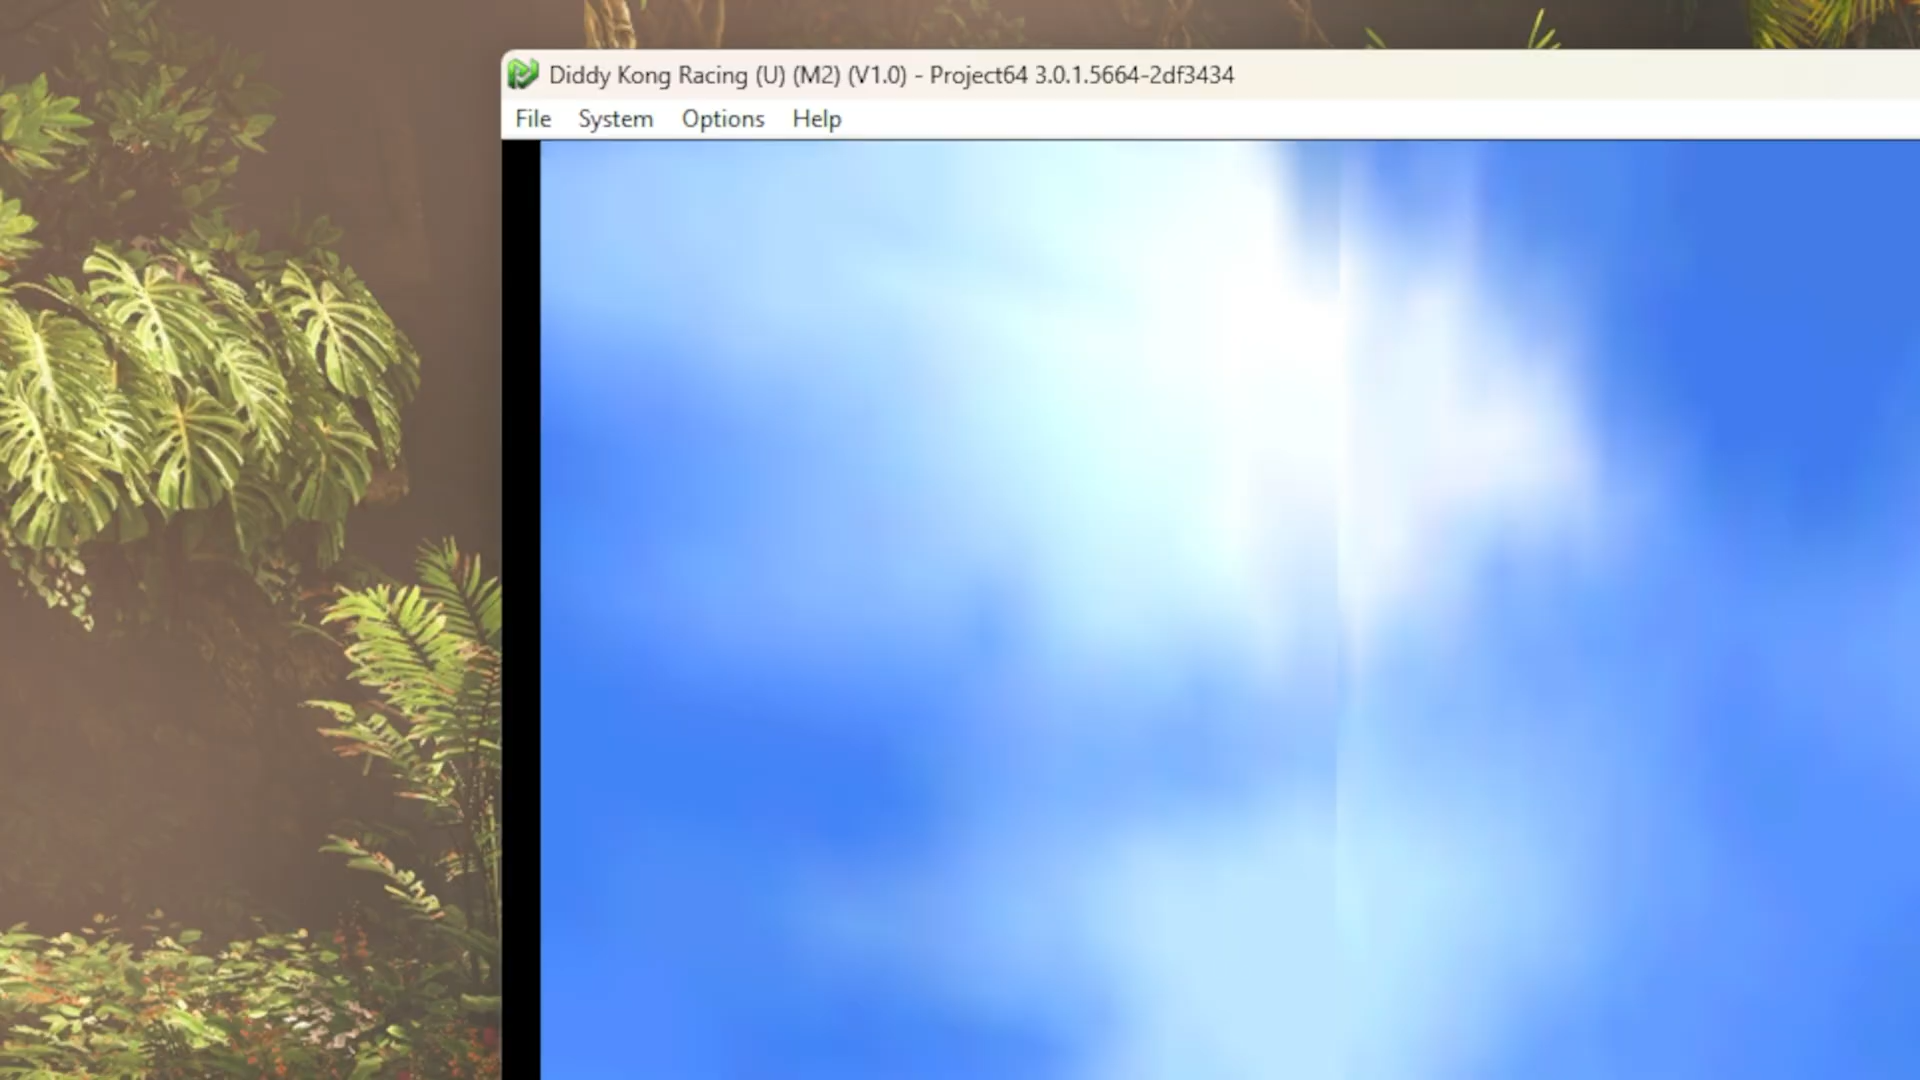 Diddy Kong Racing (U) (M2) (V1.0) - Project64 3.0.1.5664-2df3434
File System Options Help